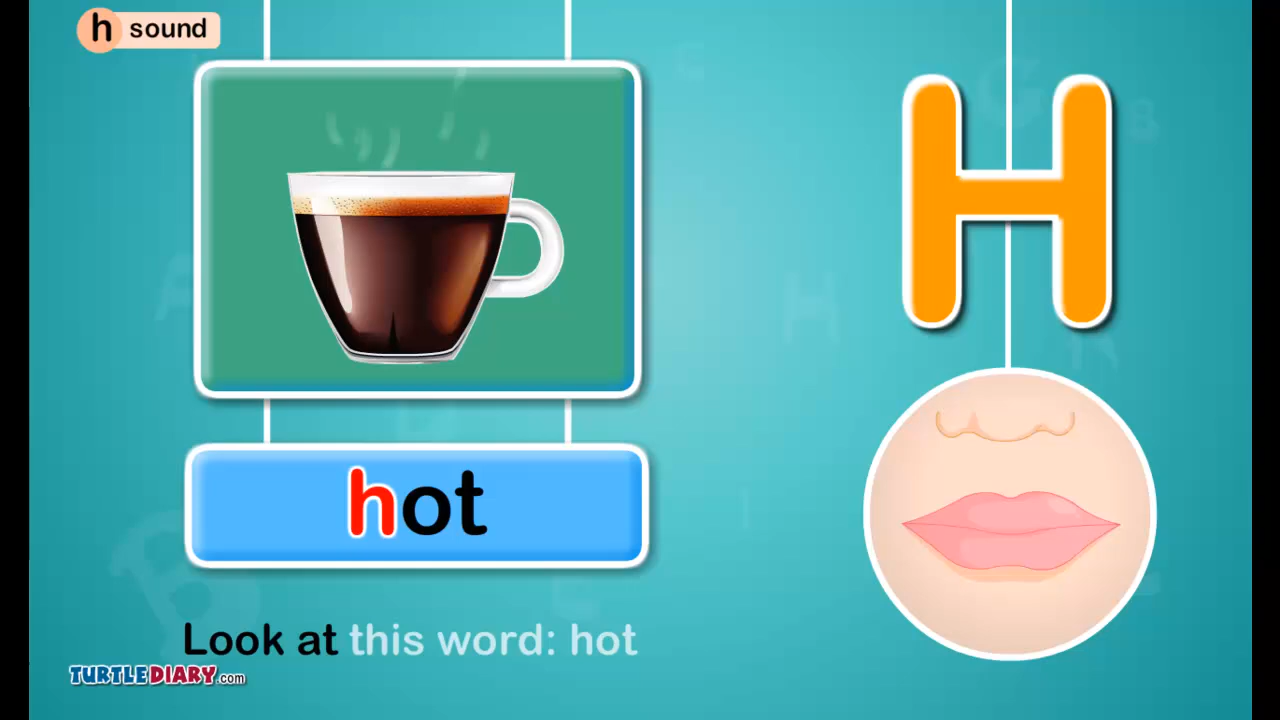 h sound
H
hot
Look at this word: hot
TURTLEDIARY.com